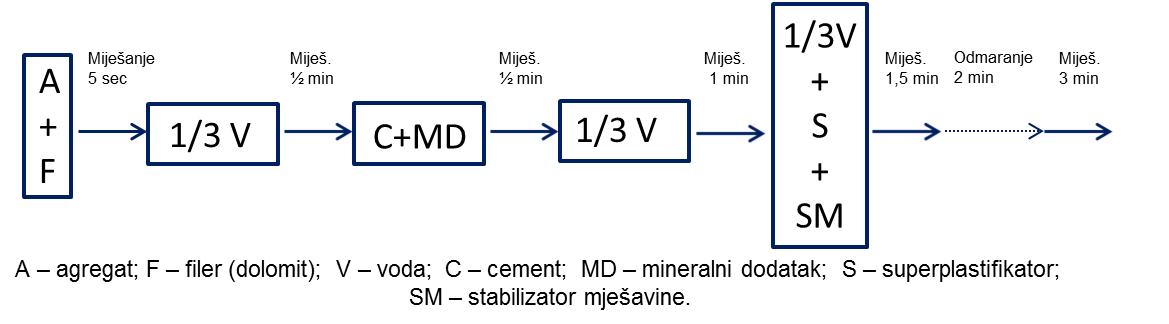 A
+
F
Miješanje
5 sec
1/3 V
Miješ.
½ min
C+MD
Miješ.
½ min
1/3 V
Miješ.
1 min
1/3V
+
S
+
SM
Miješ.
1,5 min
Odmaranje
2 min
Miješ.
3 min
A – agregat; F – filer (dolomit); V – voda; C – cement; MD – mineralni dodatak; S – superplastifikator;
SM – stabilizator mješavine.